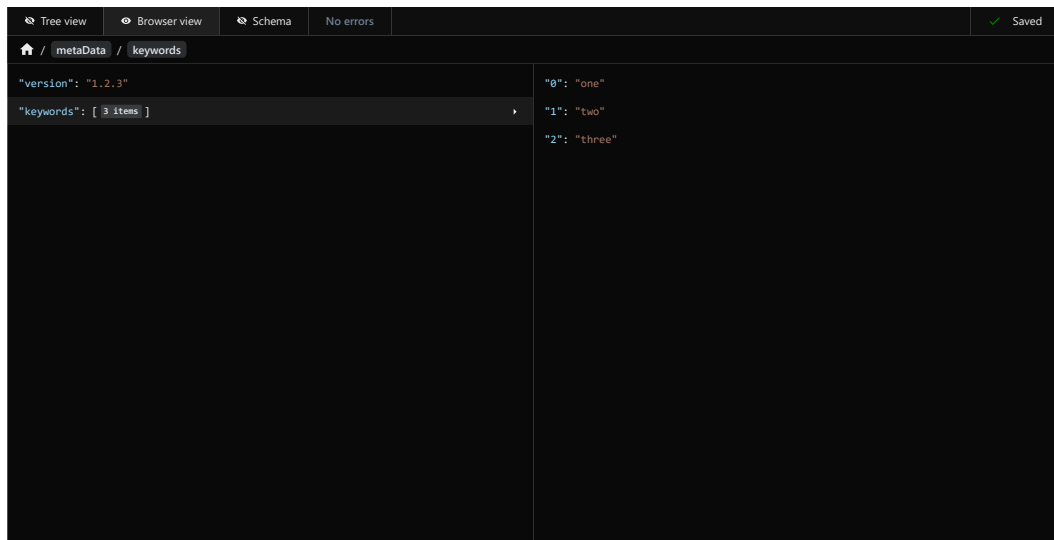 Tree view Browser view Schema No errors Saved
/ metaData / keywords
"version": "1.2.3"
"keywords": [ 3 items ]
"0": "one"
"1": "two"
"2": "three"